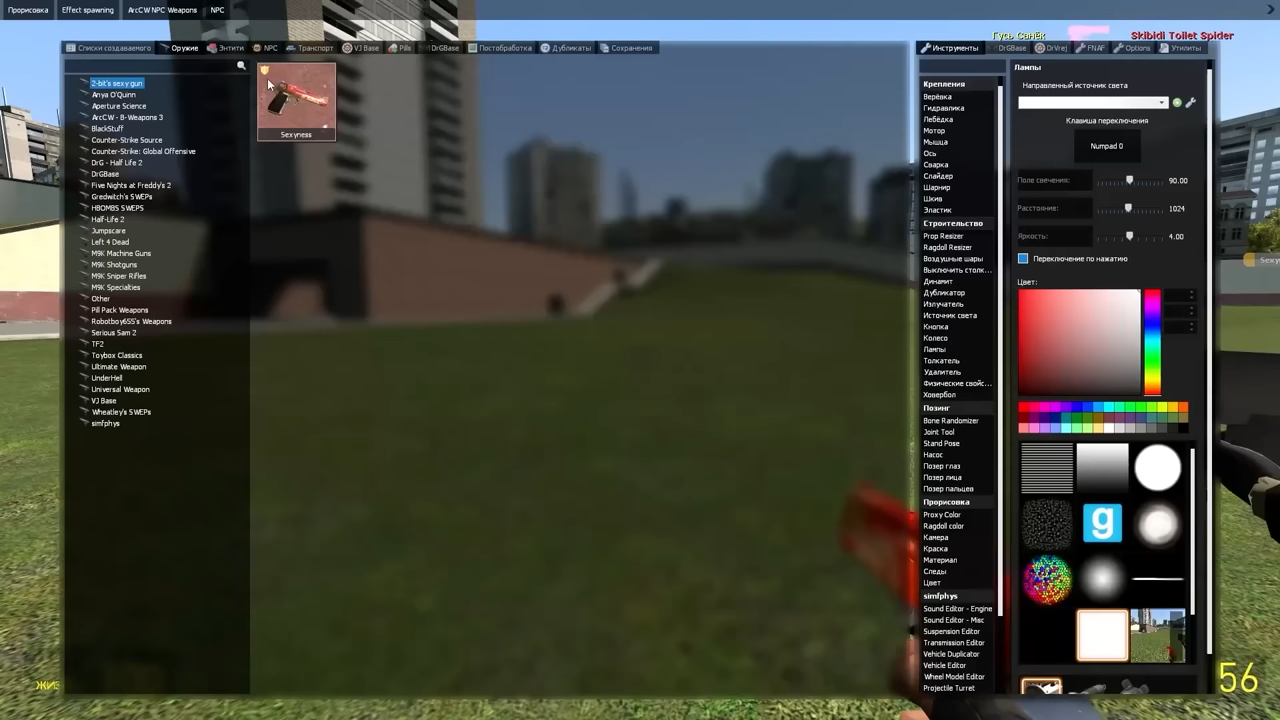 Прорисовка
Effect spawning
ArcCW NPC Weapons
NPC
Гусь Санёк
Skibidi Toilet Spider
Списки создаваемого
Оружие
Энтити
NPC
Транспорт
VJ Base
Pills
DrGBase
Постобработка
Дубликаты
Сохранения
2-bit's sexy gun
Anya O'Quinn
Aperture Science
ArcCW - B-Weapons 3
BlackStuff
Counter-Strike Source
Counter-Strike: Global Offensive
DrG - Half Life 2
DrGBase
Five Nights at Freddy's 2
Gredwitch's SWEPs
HBOMBS SWEPS
Half-Life 2
Jumpscare
Left 4 Dead
M9K Machine Guns
M9K Shotguns
M9K Sniper Rifles
M9K Specialties
Other
Pill Pack Weapons
Robotboy655's Weapons
Serious Sam 2
TF2
Toybox Classics
Ultimate Weapon
UnderHell
Universal Weapon
VJ Base
Wheatley's SWEPs
simfphys
Sexyness
Инструменты
DrGBase
DrVrej
FNAF
Options
Утилиты
Крепления
Верёвка
Гидравлика
Лебёдка
Мотор
Мышца
Ось
Сварка
Слайдер
Шарнир
Шкив
Эластик
Строительство
Prop Resizer
Ragdoll Resizer
Воздушные шары
Выключить столк...
Динамит
Дубликатор
Излучатель
Источник света
Кнопка
Колесо
Лампы
Толкатель
Удалитель
Физические свойс...
Ховербол
Позинг
Bone Randomizer
Joint Tool
Stand Pose
Насос
Позер глаз
Позер лица
Позер пальцев
Прорисовка
Proxy Color
Ragdoll color
Камера
Краска
Материал
Следы
Цвет
simfphys
Sound Editor - Engine
Sound Editor - Misc
Suspension Editor
Transmission Editor
Vehicle Duplicator
Vehicle Editor
Wheel Model Editor
Projectile Turret
Лампы
Направленный источник света
Клавиша переключения
Numpad 0
Поле свечения: 90.00
Расстояние: 1024
Яркость: 4.00
Переключение по нажатию
Цвет:
g
56